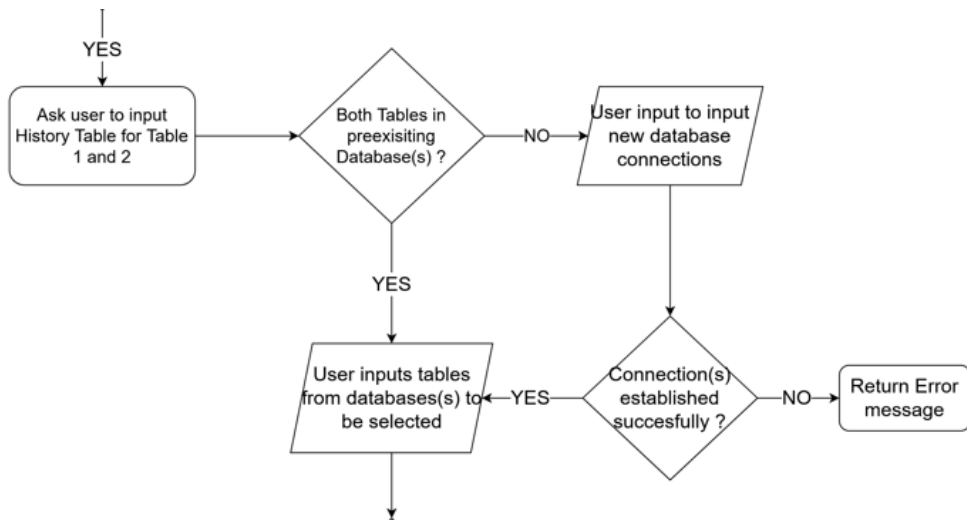 YES
Ask user to input
History Table for Table
1 and 2
Both Tables in
preexisiting
Database(s) ?
NO
User input to input
new database
connections
YES
User inputs tables
from databases(s) to
be selected
YES
Connection(s)
established
succesfully ?
NO
Return Error
message